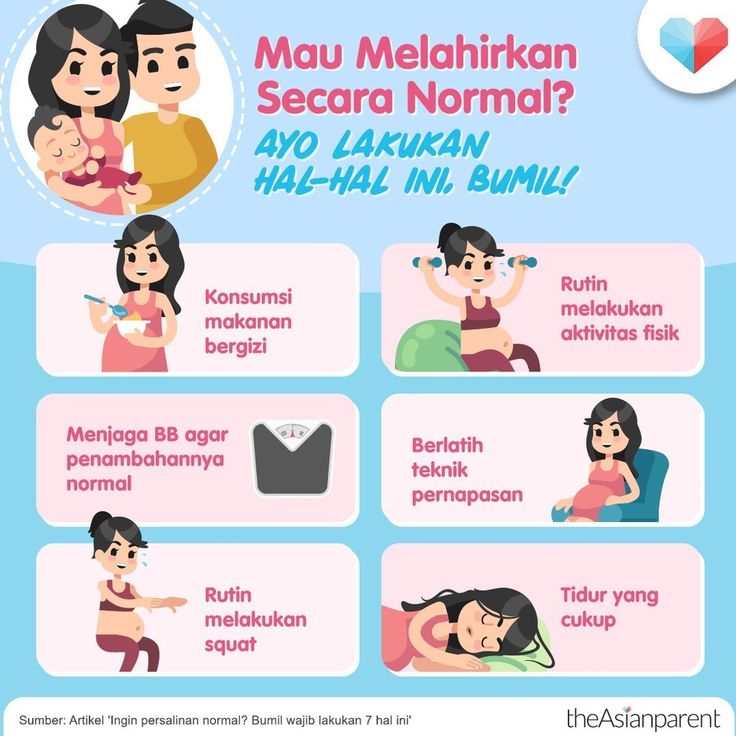 Mau Melahirkan
Secara Normal?
AYO LAKUKAN
HAL-HAL INI, BUMIL!
Konsumsi
makanan
bergizi
Rutin
melakukan
aktivitas fisik
Menjaga BB agar
penambahannya
normal
Berlatih
teknik
pernapasan
Rutin
melakukan
squat
Tidur yang
cukup
Sumber: Artikel 'Ingin persalinan normal? Bumil wajib lakukan 7 hal ini'
theAsianparent